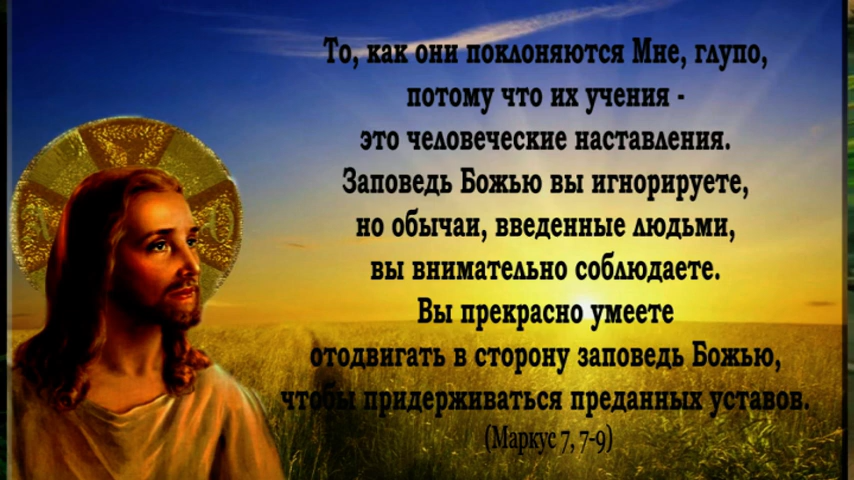 То, как они поклоняются Мне, глупо,
потому что их учения -
это человеческие наставления.
Заповедь Божью вы игнорируете,
но обычаи, введенные людьми,
вы внимательно соблюдаете.
Вы прекрасно умеете
отодвигать в сторону заповедь Божью,
чтобы придерживаться преданных уставов.
(Маркус 7, 7-9)